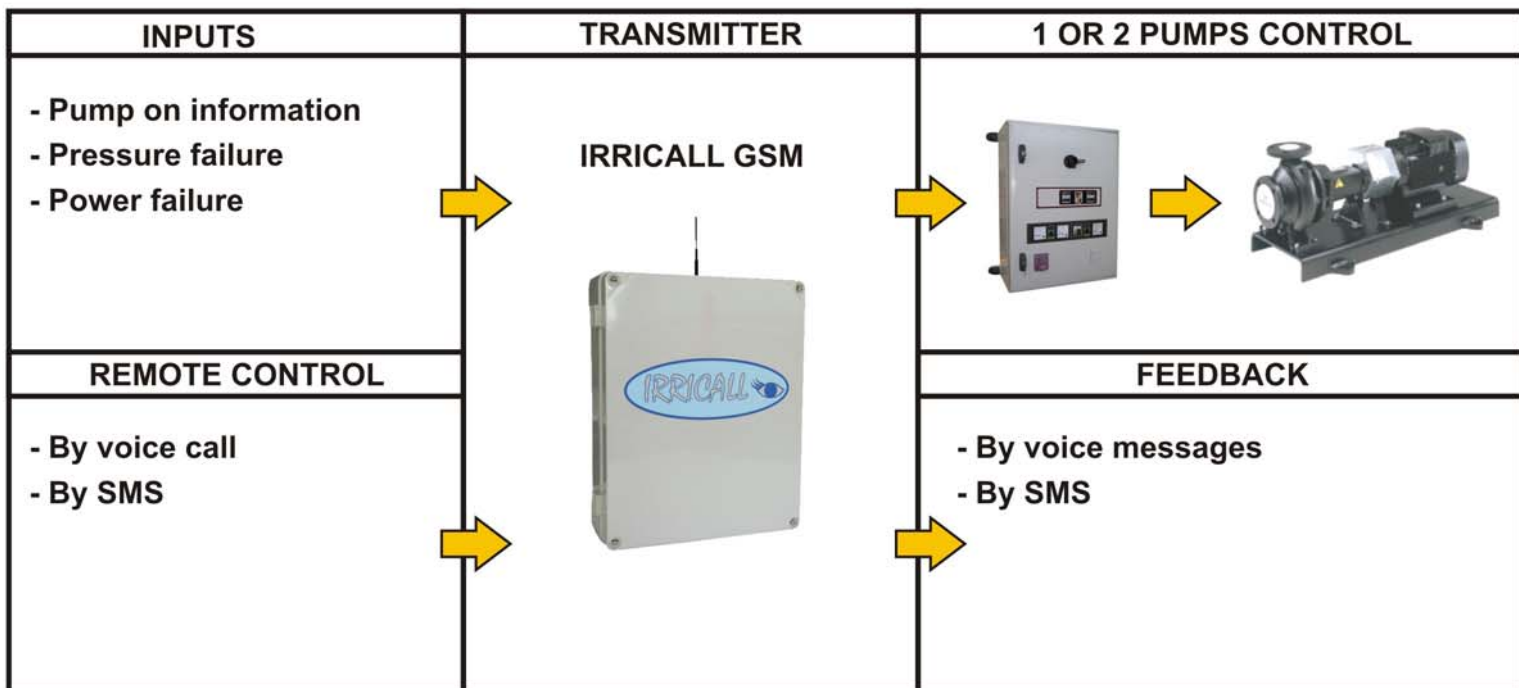 INPUTS
- Pump on information
- Pressure failure
- Power failure
REMOTE CONTROL
- By voice call
- By SMS
TRANSMITTER
IRRICALL GSM
IRRICALL
1 OR 2 PUMPS CONTROL
FEEDBACK
- By voice messages
- By SMS